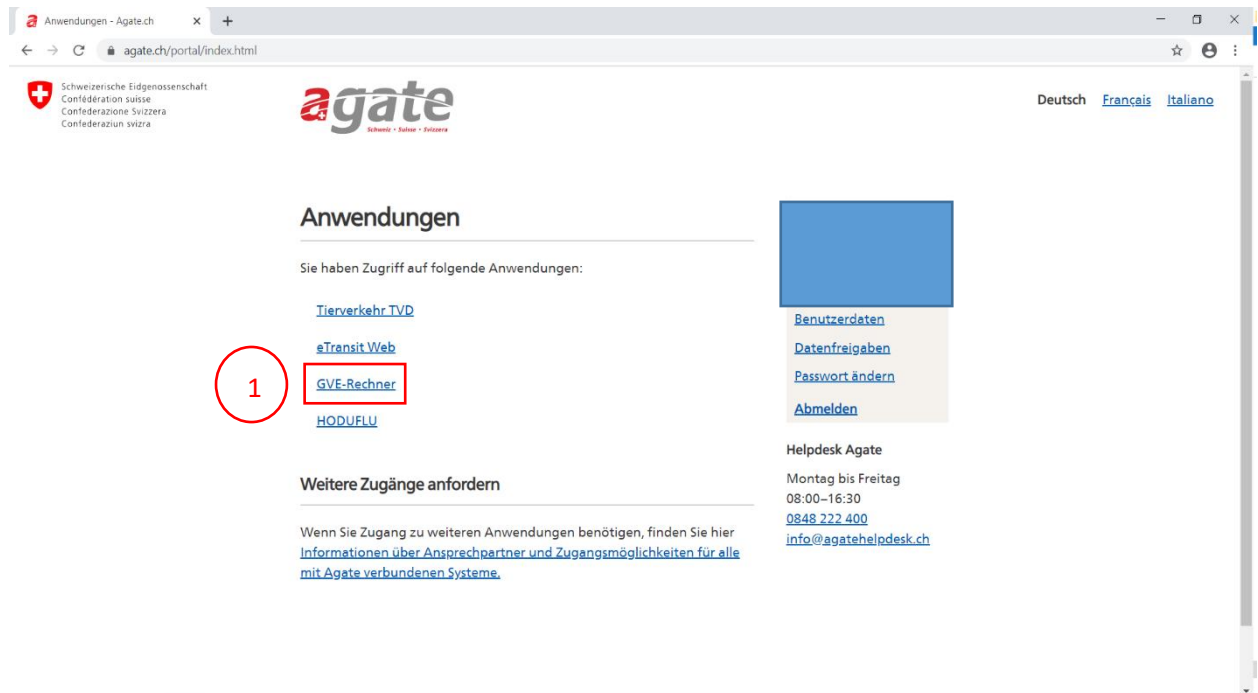 Anwendungen - Agate.ch
agate.ch/portal/index.html
Schweizerische Eidgenossenschaft
Confédération suisse
Confederazione Svizzera
Confederaziun svizra
agate
Schweiz • Suisse • Svizzera
Deutsch Français Italiano
Anwendungen
Sie haben Zugriff auf folgende Anwendungen:
Tierverkehr TVD
eTransit Web
1
GVE-Rechner
HODUFLU
Weitere Zugänge anfordern
Wenn Sie Zugang zu weiteren Anwendungen benötigen, finden Sie hier
Informationen über Ansprechpartner und Zugangsmöglichkeiten für alle
mit Agate verbundenen Systeme.
Benutzerdaten
Datenfreigaben
Passwort ändern
Abmelden
Helpdesk Agate
Montag bis Freitag
08:00–16:30
0848 222 400
info@agatehelpdesk.ch